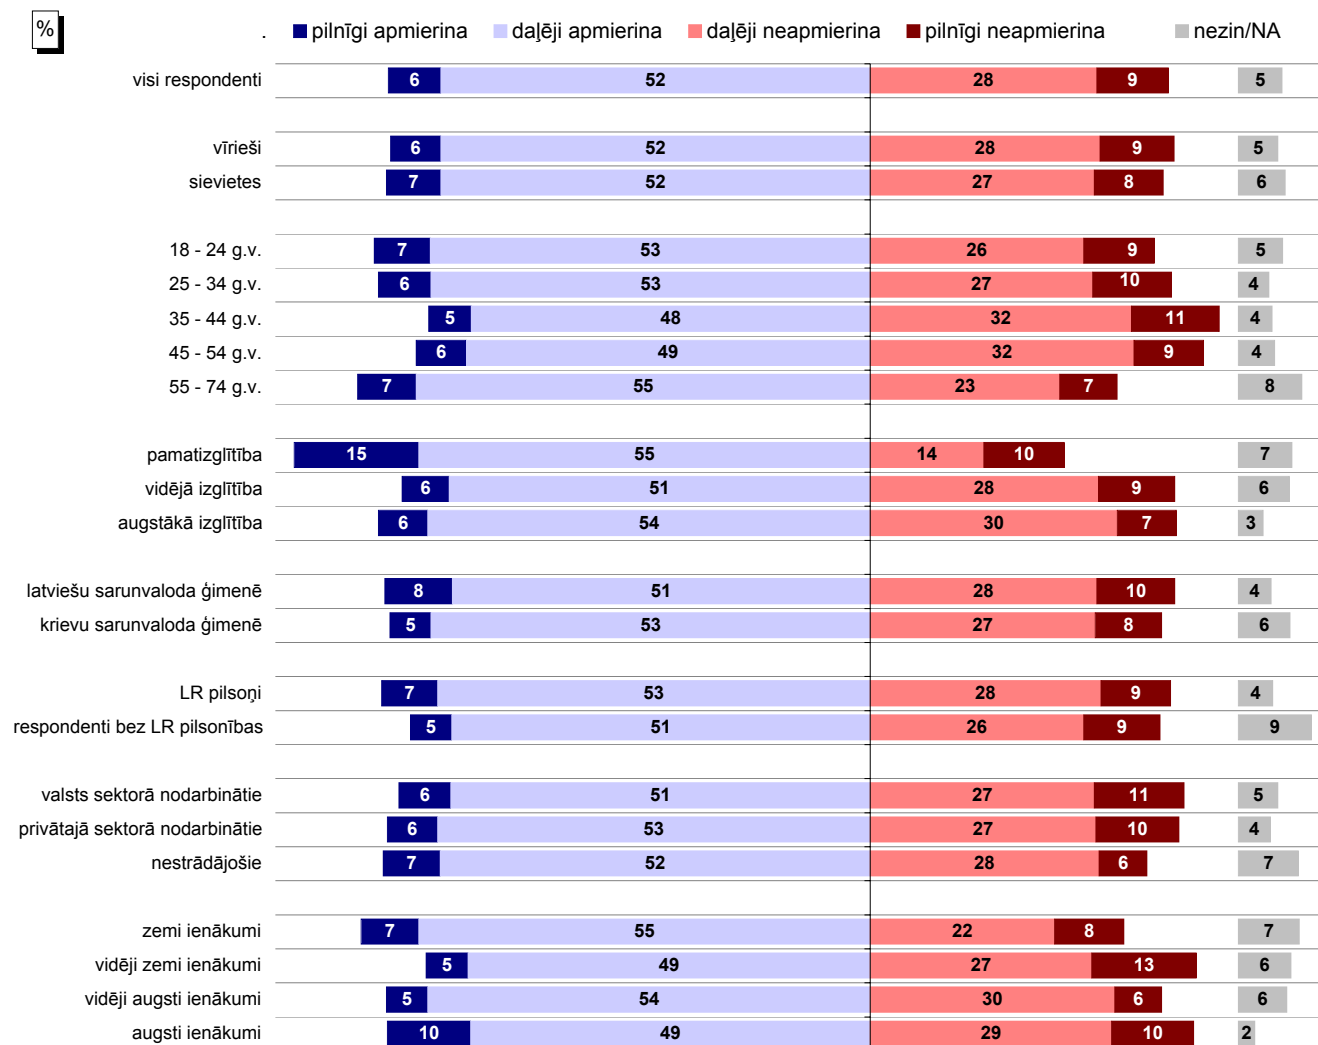 % . pilnīgi apmierina daļēji apmierina daļēji neapmierina pilnīgi neapmierina nezin/NA
visi respondenti 6 52 28 9 5
vīrieši 6 52 28 9 5
sievietes 7 52 27 8 6
18 - 24 g.v. 7 53 26 9 5
25 - 34 g.v. 6 53 27 10 4
35 - 44 g.v. 5 48 32 11 4
45 - 54 g.v. 6 49 32 9 4
55 - 74 g.v. 7 55 23 7 8
pamatizglītība 15 55 14 10 7
vidējā izglītība 6 51 28 9 6
augstākā izglītība 6 54 30 7 3
latviešu sarunvaloda ģimenē 8 51 28 10 4
krievu sarunvaloda ģimenē 5 53 27 8 6
LR pilsoņi 7 53 28 9 4
respondenti bez LR pilsonības 5 51 26 9 9
valsts sektorā nodarbinātie 6 51 27 11 5
privātajā sektorā nodarbinātie 6 53 27 10 4
nestrādājošie 7 52 28 6 7
zemi ienākumi 7 55 22 8 7
vidēji zemi ienākumi 5 49 27 13 6
vidēji augsti ienākumi 5 54 30 6 6
augsti ienākumi 10 49 29 10 2